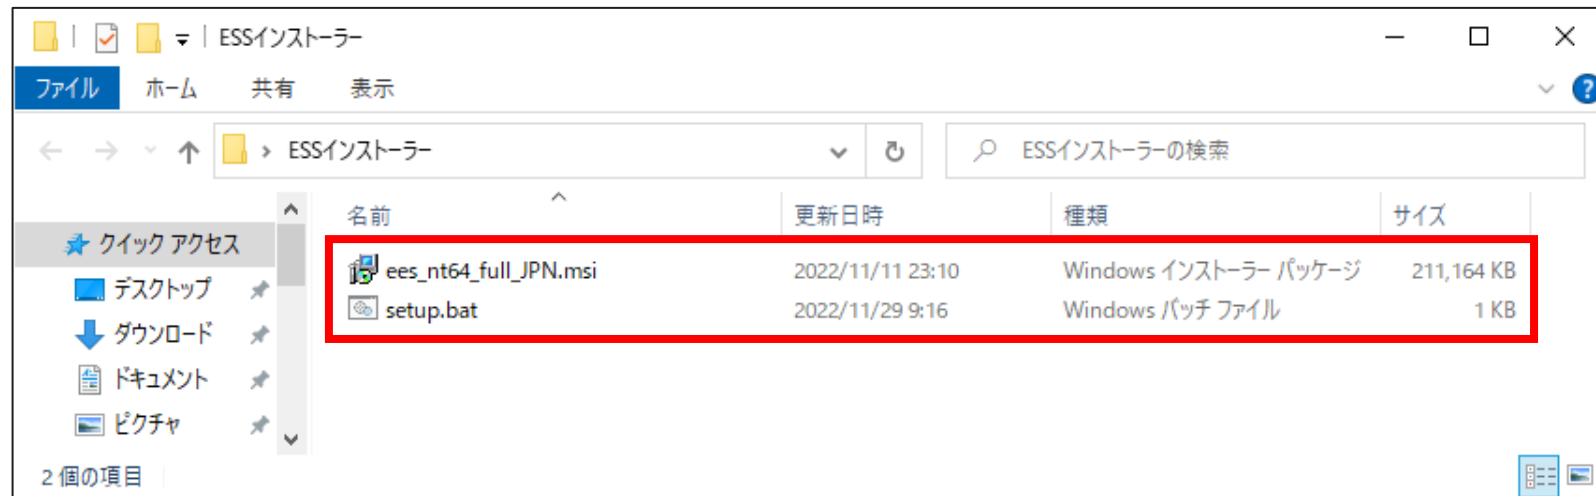 ESSインストーラー
ファイル ホーム 共有 表示
ESSインストーラー ESSインストーラーの検索
名前 更新日時 種類 サイズ
クイック アクセス
ees_nt64_full_JPN.msi 2022/11/11 23:10 Windows インストーラー パッケージ 211,164 KB
デスクトップ
setup.bat 2022/11/29 9:16 Windows バッチ ファイル 1 KB
ダウンロード
ドキュメント
ピクチャ
2 個の項目